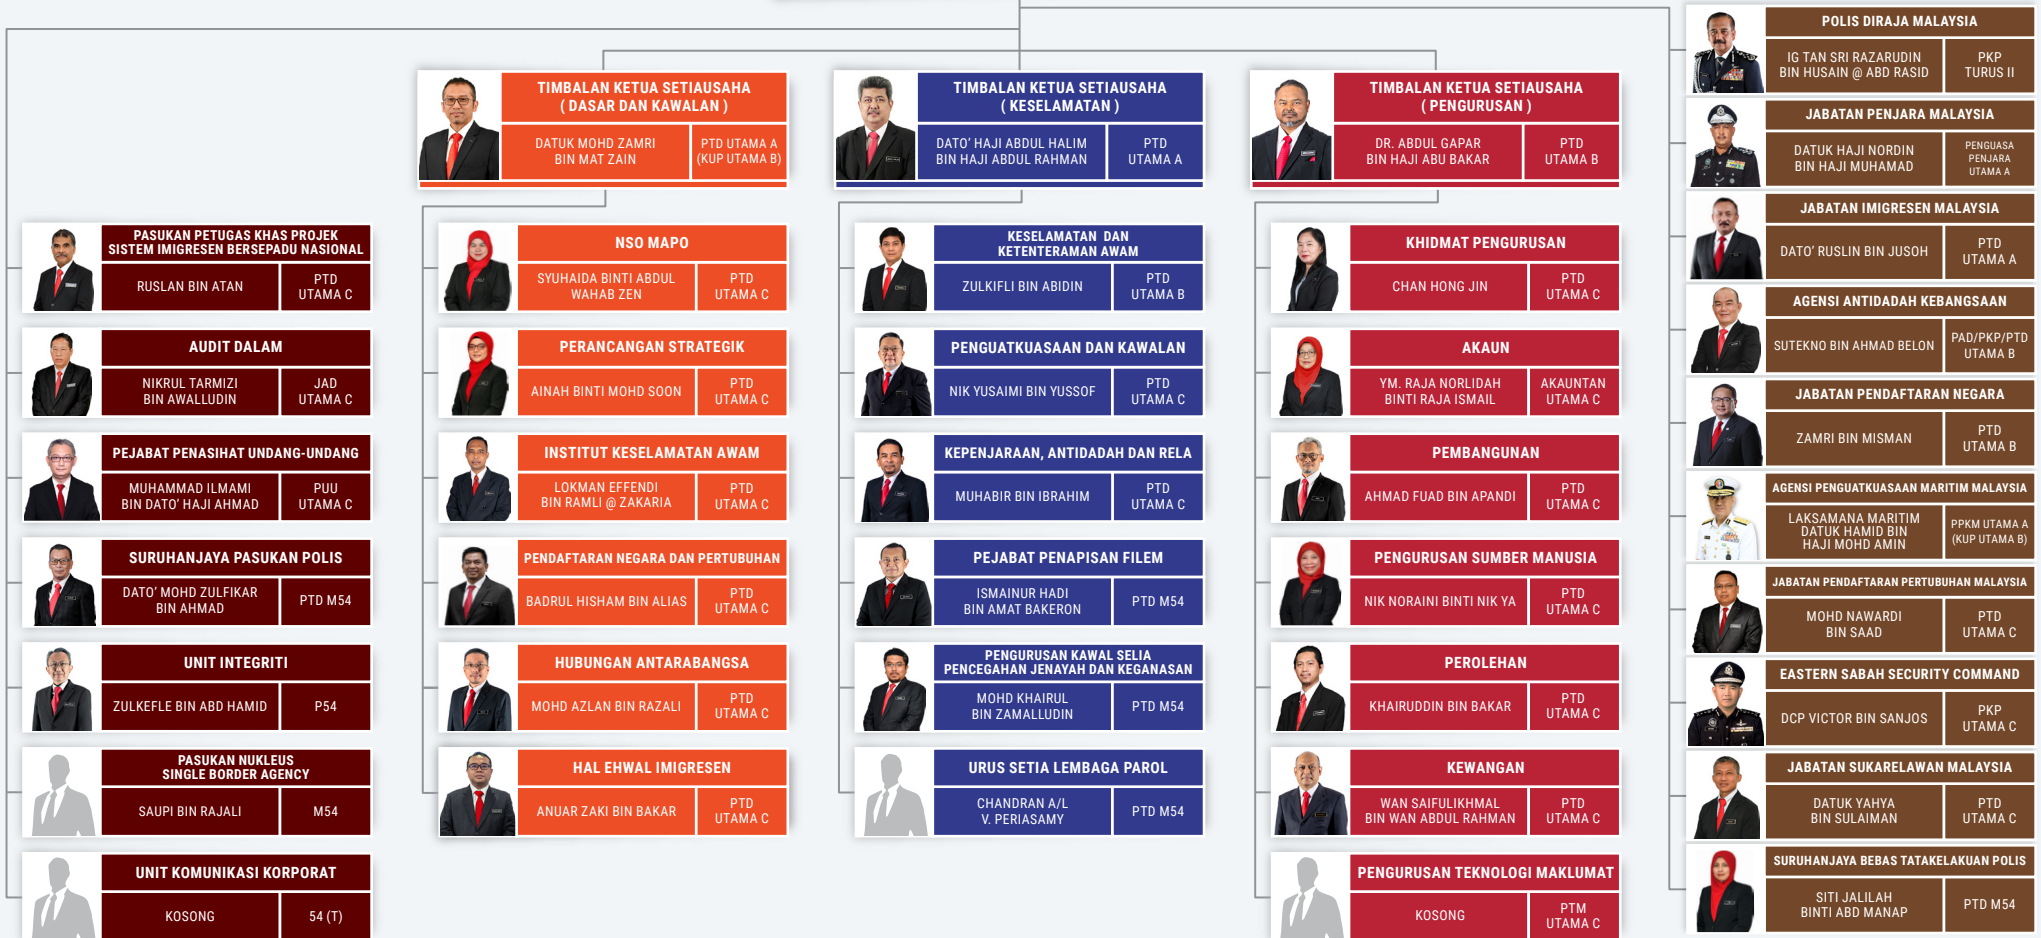 TIMBALAN KETUA SETIAUSAHA
( DASAR DAN KAWALAN )
DATUK MOHD ZAMRI
BIN MAT ZAIN
PTD UTAMA A
(KUP UTAMA B)
TIMBALAN KETUA SETIAUSAHA
( KESELAMATAN )
DATO' HAJI ABDUL HALIM
BIN HAJI ABDUL RAHMAN
PTD
UTAMA A
TIMBALAN KETUA SETIAUSAHA
( PENGURUSAN )
DR. ABDUL GAPAR
BIN HAJI ABU BAKAR
PTD
UTAMA B
PASUKAN PETUGAS KHAS PROJEK
SISTEM IMIGRESEN BERSEPADU NASIONAL
RUSLAN BIN ATAN
PTD
UTAMA C
AUDIT DALAM
NIKRUL TARMIZI
BIN AWALLUDIN
JAD
UTAMA C
PEJABAT PENASIHAT UNDANG-UNDANG
MUHAMMAD ILMAMI
BIN DATO' HAJI AHMAD
PUU
UTAMA C
SURUHANJAYA PASUKAN POLIS
DATO' MOHD ZULFIKAR
BIN AHMAD
PTD M54
UNIT INTEGRITI
ZULKEFLE BIN ABD HAMID
P54
PASUKAN NUKLEUS
SINGLE BORDER AGENCY
SAUPI BIN RAJALI
M54
UNIT KOMUNIKASI KORPORAT
KOSONG
54 (T)
NSO MAPO
SYUHAIDA BINTI ABDUL
WAHAB ZEN
PTD
UTAMA C
PERANCANGAN STRATEGIK
AINAH BINTI MOHD SOON
PTD
UTAMA C
INSTITUT KESELAMATAN AWAM
LOKMAN EFFENDI
BIN RAMLI @ ZAKARIA
PTD
UTAMA C
PENDAFTARAN NEGARA DAN PERTUBUHAN
BADRUL HISHAM BIN ALIAS
PTD
UTAMA C
HUBUNGAN ANTARABANGSA
MOHD AZLAN BIN RAZALI
PTD
UTAMA C
HAL EHWAL IMIGRESEN
ANUAR ZAKI BIN BAKAR
PTD
UTAMA C
KESELAMATAN DAN
KETENTERAMAN AWAM
ZULKIFLI BIN ABIDIN
PTD
UTAMA B
PENGUATKUASAAN DAN KAWALAN
NIK YUSAIMI BIN YUSSOF
PTD
UTAMA C
KEPENJARAAN, ANTIDADAH DAN RELA
MUHABIR BIN IBRAHIM
PTD
UTAMA C
PEJABAT PENAPISAN FILEM
ISMAINUR HADI
BIN AMAT BAKERON
PTD M54
PENGURUSAN KAWAL SELIA
PENCEGAHAN JENAYAH DAN KEGANASAN
MOHD KHAIRUL
BIN ZAMALLUDIN
PTD M54
URUS SETIA LEMBAGA PAROL
CHANDRAN A/L
V. PERIASAMY
PTD M54
KHIDMAT PENGURUSAN
CHAN HONG JIN
PTD
UTAMA C
AKAUN
YM. RAJA NORLIDAH
BINTI RAJA ISMAIL
AKAUNTAN
UTAMA C
PEMBANGUNAN
AHMAD FUAD BIN APANDI
PTD
UTAMA C
PENGURUSAN SUMBER MANUSIA
NIK NORAINI BINTI NIK YA
PTD
UTAMA C
PEROLEHAN
KHAIRUDDIN BIN BAKAR
PTD
UTAMA C
KEWANGAN
WAN SAIFULIKHMAL
BIN WAN ABDUL RAHMAN
PTD
UTAMA C
PENGURUSAN TEKNOLOGI MAKLUMAT
KOSONG
PTM
UTAMA C
POLIS DIRAJA MALAYSIA
IG TAN SRI RAZARUDIN
BIN HUSAIN @ ABD RASID
PKP
TURUS II
JABATAN PENJARA MALAYSIA
DATUK HAJI NORDIN
BIN HAJI MUHAMAD
PENGUASA
PENJARA
UTAMA A
JABATAN IMIGRESEN MALAYSIA
DATO' RUSLIN BIN JUSOH
PTD
UTAMA A
AGENSI ANTIDADAH KEBANGSAAN
SUTEKNO BIN AHMAD BELON
PAD/PKP/PTD
UTAMA B
JABATAN PENDAFTARAN NEGARA
ZAMRI BIN MISMAN
PTD
UTAMA B
AGENSI PENGUATKUASAAN MARITIM MALAYSIA
LAKSAMANA MARITIM
DATUK HAMID BIN
HAJI MOHD AMIN
PPKM UTAMA A
(KUP UTAMA B)
JABATAN PENDAFTARAN PERTUBUHAN MALAYSIA
MOHD NAWARDI
BIN SAAD
PTD
UTAMA C
EASTERN SABAH SECURITY COMMAND
DCP VICTOR BIN SANJOS
PKP
UTAMA C
JABATAN SUKARELAWAN MALAYSIA
DATUK YAHYA
BIN SULAIMAN
PTD
UTAMA C
SURUHANJAYA BEBAS TATAKELAKUAN POLIS
SITI JALILAH
BINTI ABD MANAP
PTD M54